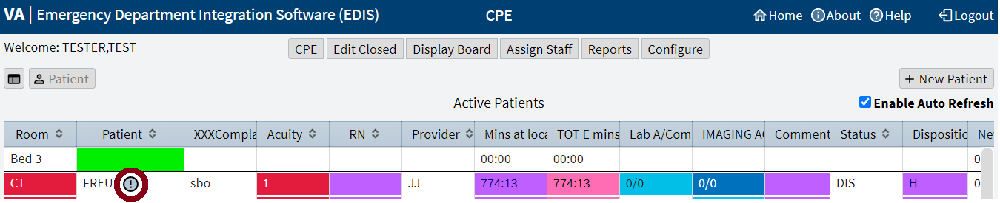 VA | Emergency Department Integration Software (EDIS) CPE Home About Help Logout
Welcome: TESTER,TEST CPE Edit Closed Display Board Assign Staff Reports Configure
Patient + New Patient
Active Patients Enable Auto Refresh
Room Patient XXXCompla Acuity RN Provider Mins at loca TOT E mins Lab A/Com IMAGING AC Comment Status Dispositio Ne
Bed 3 00:00 00:00 0
CT FREU sbo 1 JJ 774:13 774:13 0/0 0/0 DIS H 0